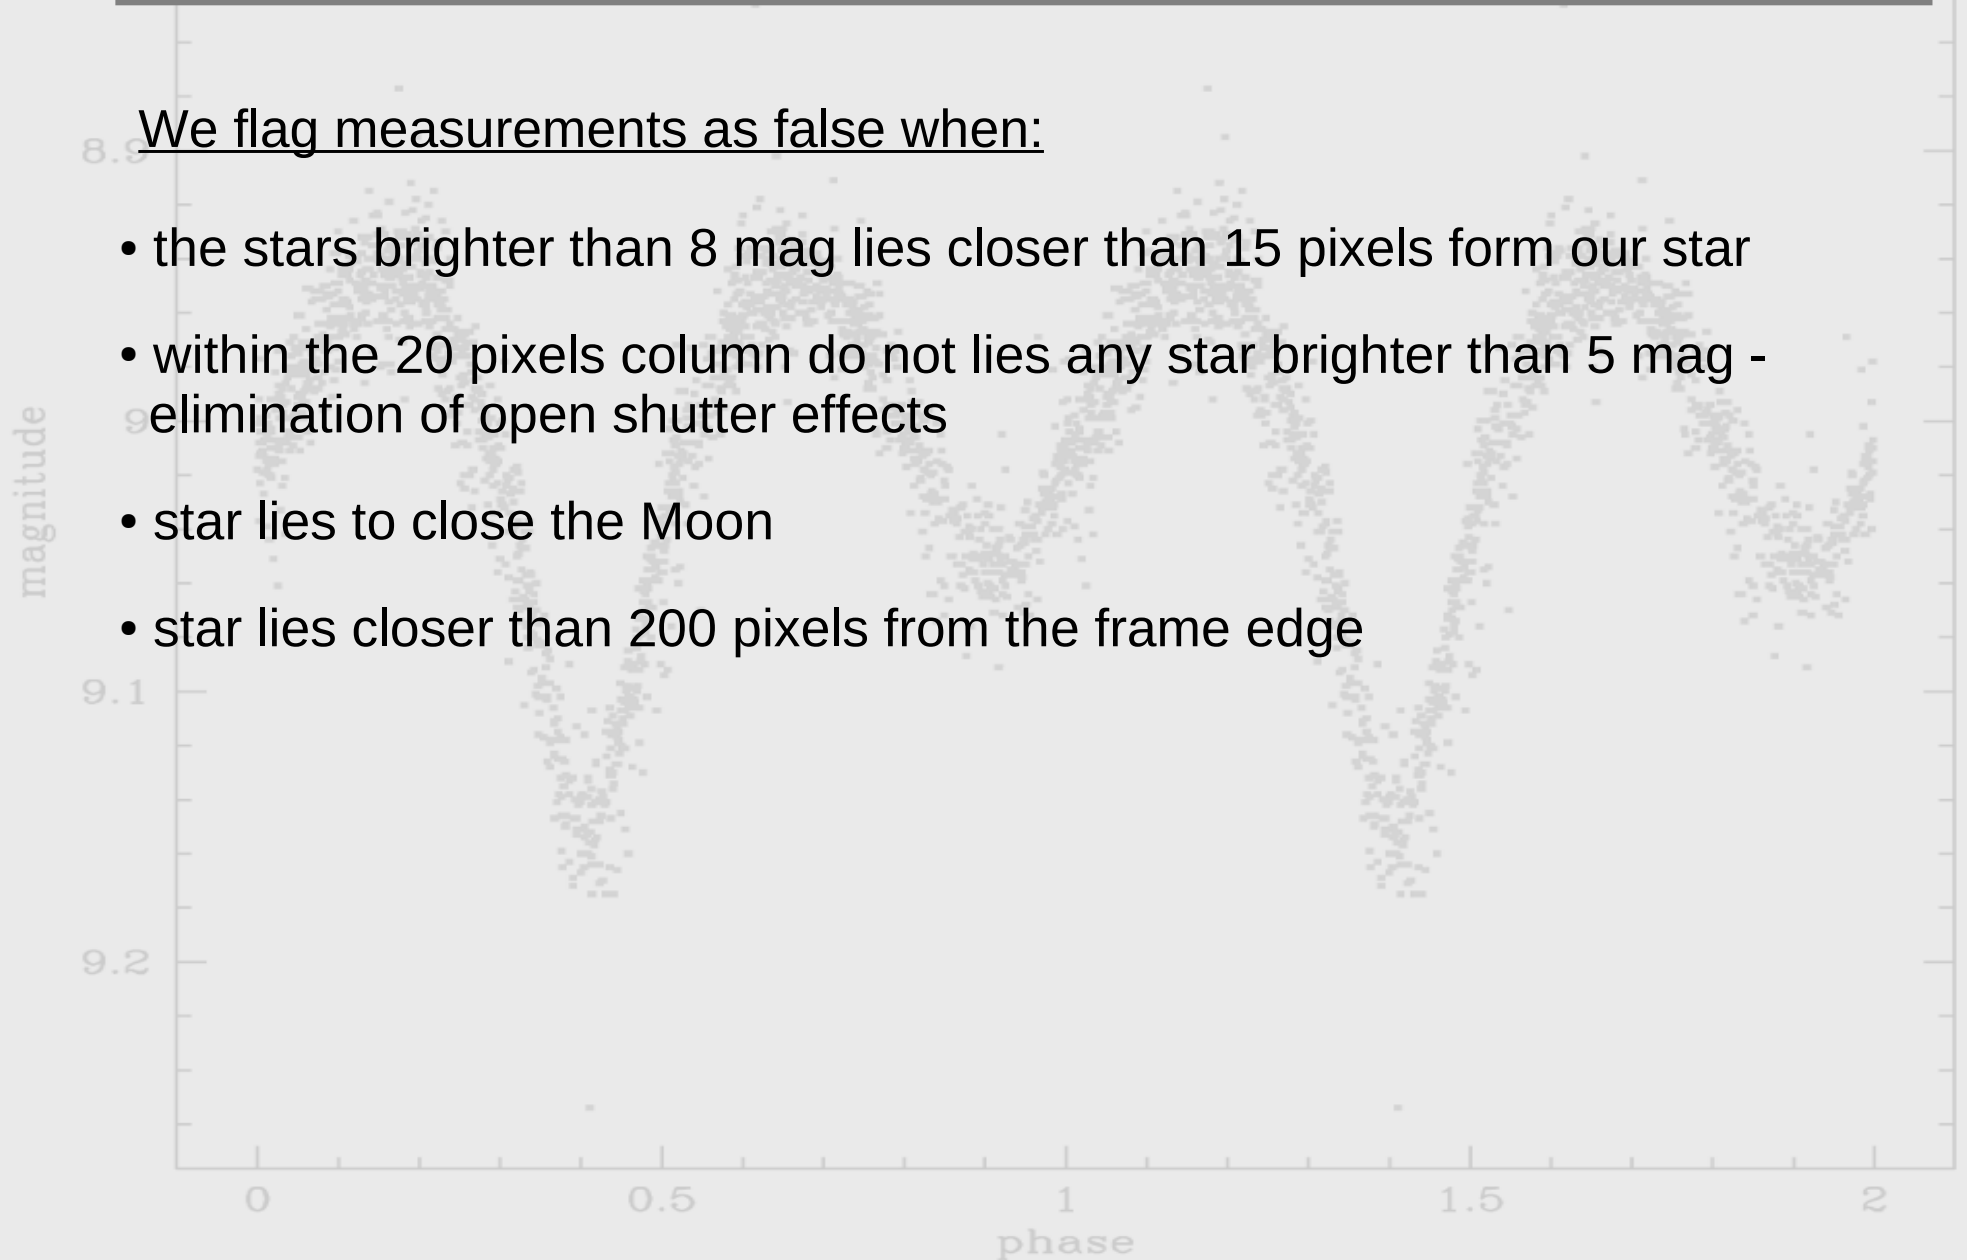 We flag measurements as false when:
• the stars brighter than 8 mag lies closer than 15 pixels form our star
• within the 20 pixels column do not lies any star brighter than 5 mag -
elimination of open shutter effects
• star lies to close the Moon
• star lies closer than 200 pixels from the frame edge
magnitude
8.9
9
9.1
9.2
0 0.5 1 1.5 2
phase